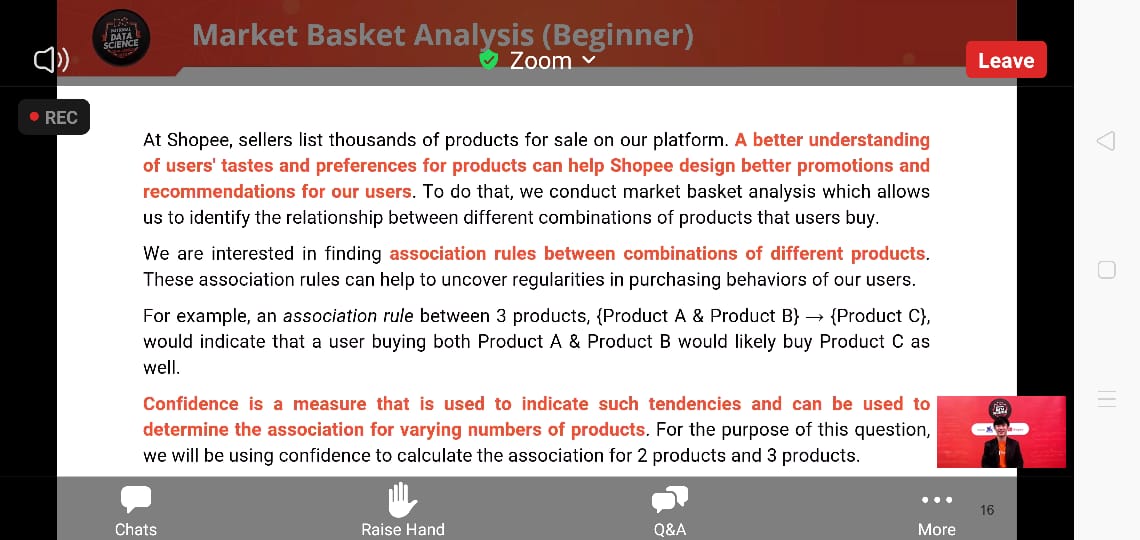 NATIONAL
DATA
SCIENCE
Market Basket Analysis (Beginner)
Zoom
Leave
REC
At Shopee, sellers list thousands of products for sale on our platform. A better understanding
of users' tastes and preferences for products can help Shopee design better promotions and
recommendations for our users. To do that, we conduct market basket analysis which allows
us to identify the relationship between different combinations of products that users buy.
We are interested in finding association rules between combinations of different products.
These association rules can help to uncover regularities in purchasing behaviors of our users.
For example, an association rule between 3 products, {Product A & Product B} → {Product C},
would indicate that a user buying both Product A & Product B would likely buy Product C as
well.
Confidence is a measure that is used to indicate such tendencies and can be used to
determine the association for varying numbers of products. For the purpose of this question,
we will be using confidence to calculate the association for 2 products and 3 products.
Chats
Raise Hand
Q&A
More
16